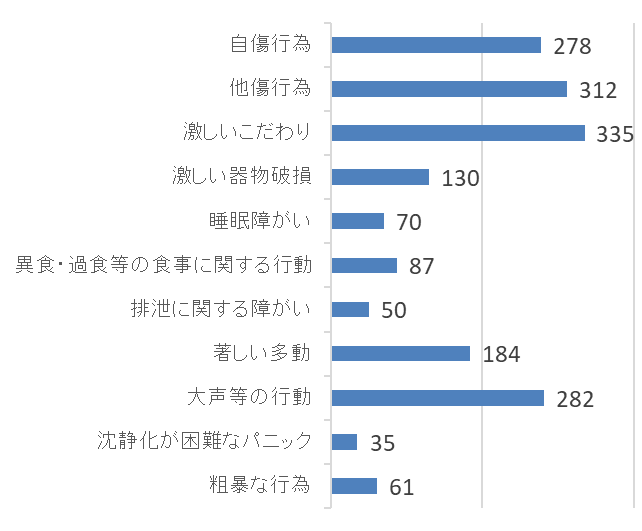 自傷行為 278
他傷行為 312
激しいこだわり 335
激しい器物破損 130
睡眠障がい 70
異食・過食等の食事に関する行動 87
排泄に関する障がい 50
著しい多動 184
大声等の行動 282
沈静化が困難なパニック 35
粗暴な行為 61